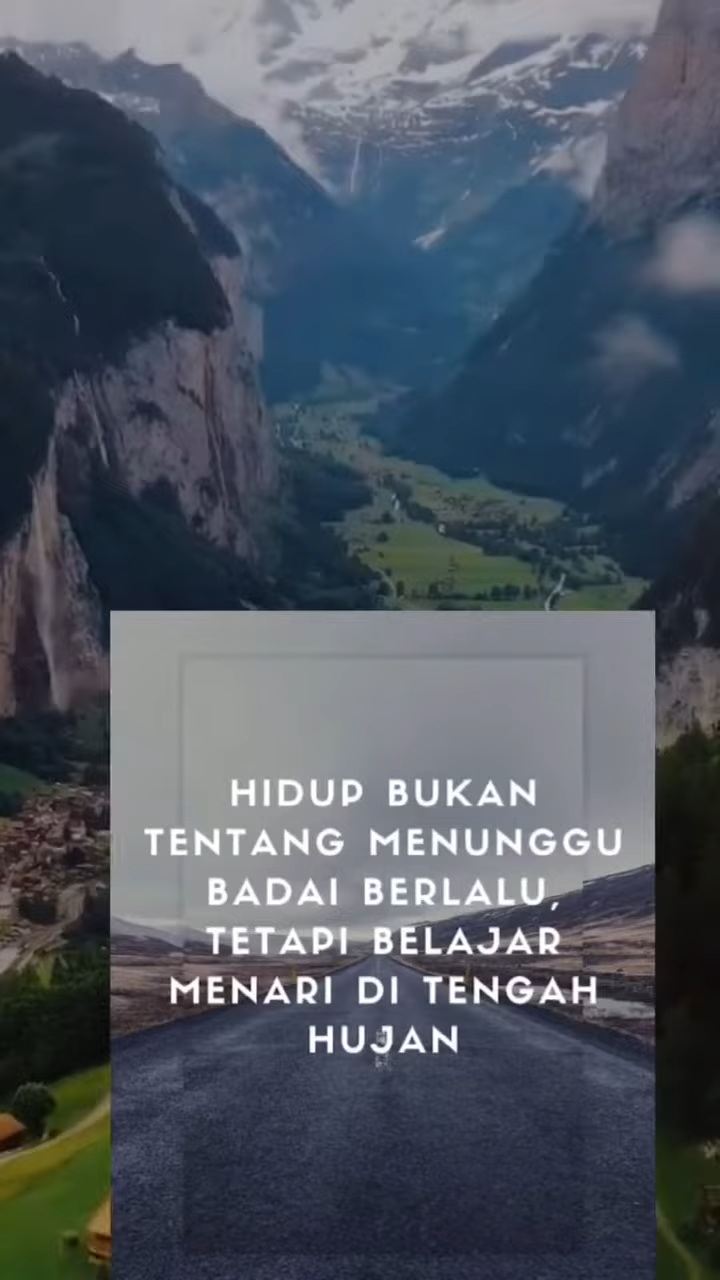 HIDUP BUKAN
TENTANG MENUNGGU
BADAI BERLALU,
TETAPI BELAJAR
MENARI DI TENGAH
HUJAN